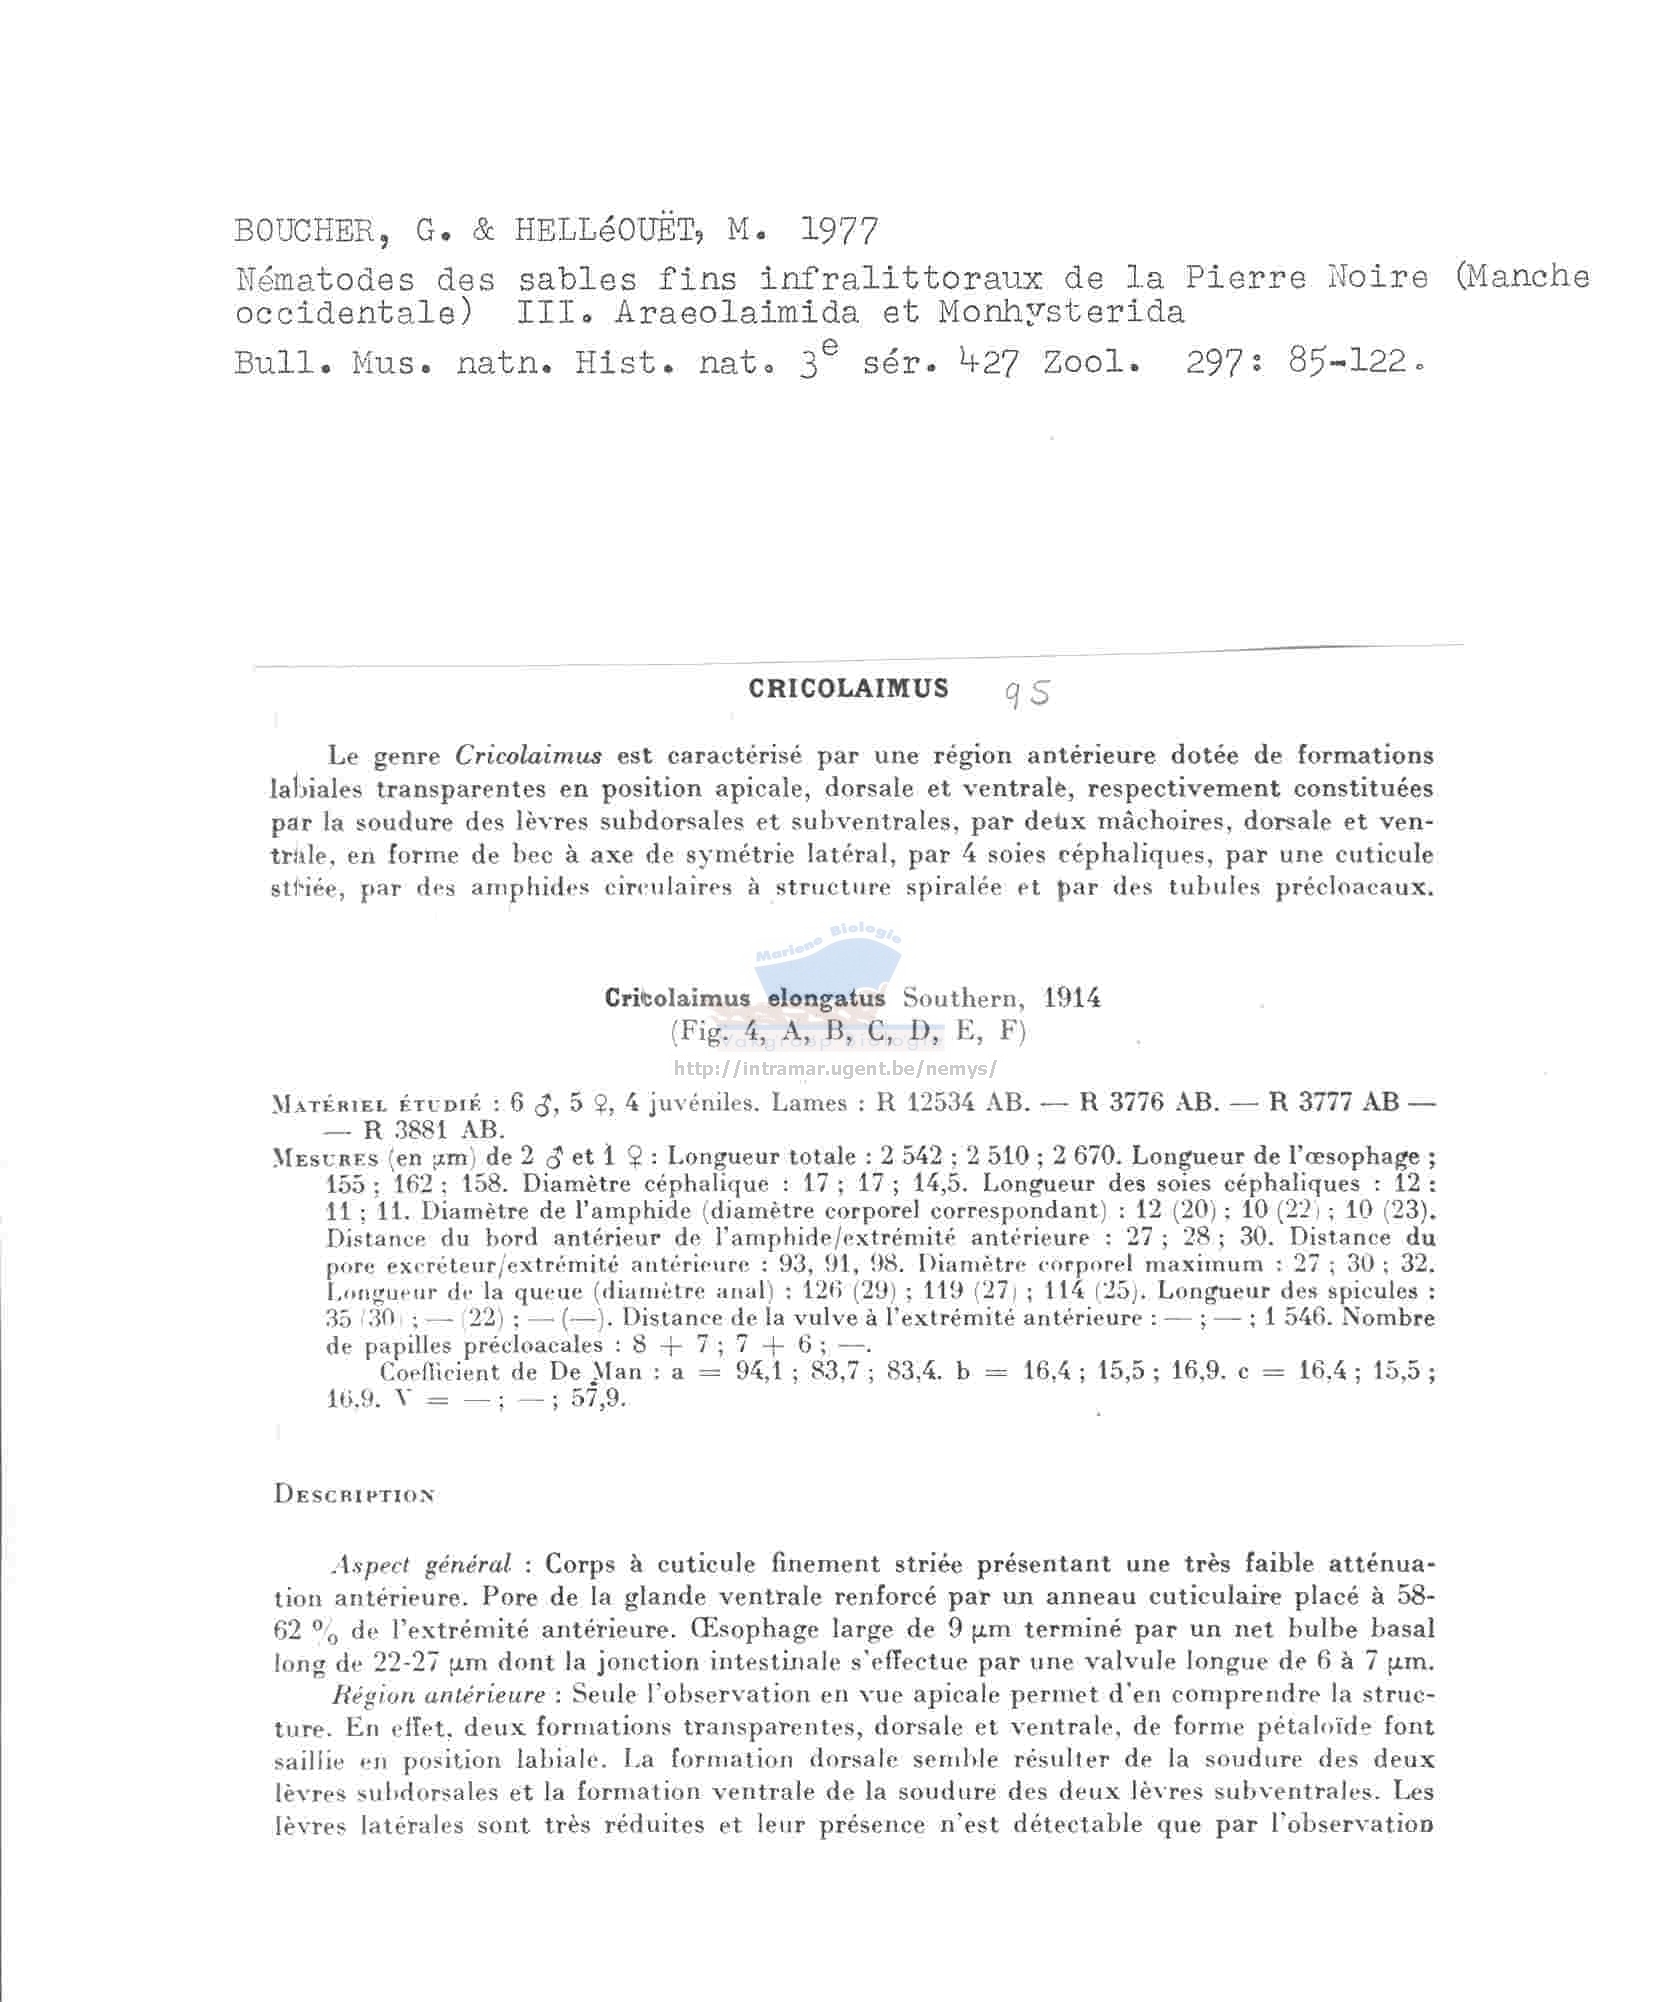 BOUCHER, G. & HELLéOUËT, M. 1977
Nématodes des sables fins infralittoraux de la Pierre Noire (Manche
occidentale) III. Araeolaimida et Monhysterida
Bull. Mus. natn. Hist. nat. 3e sér. 427 Zool. 297: 85-122.
CRICOLAIMUS 95
Le genre Cricolaimus est caractérisé par une région antérieure dotée de formations
labiales transparentes en position apicale, dorsale et ventrale, respectivement constituées
par la soudure des lèvres subdorsales et subventrales, par deux mâchoires, dorsale et ven-
trale, en forme de bec à axe de symétrie latéral, par 4 soies céphaliques, par une cuticule
striée, par des amphides circulaires à structure spiralée et par des tubules précloacaux.
Mariene Biologie
Cricolaimus elongatus Southern, 1914
(Fig. 4, A, B, C, D, E, F)
Vakgroep Biologie
http://intramar.ugent.be/nemys/
MATÉRIEL ÉTUDIÉ : 6 ♂, 5 ♀, 4 juvéniles. Lames : R 12534 AB. — R 3776 AB. — R 3777 AB —
— R 3881 AB.
MESURES (en µm) de 2 ♂ et 1 ♀ : Longueur totale : 2 542 ; 2 510 ; 2 670. Longueur de l'œsophage ;
155 ; 162 ; 158. Diamètre céphalique : 17 ; 17 ; 14,5. Longueur des soies céphaliques : 12 :
11 ; 11. Diamètre de l'amphide (diamètre corporel correspondant) : 12 (20) ; 10 (22) ; 10 (23).
Distance du bord antérieur de l'amphide/extrémité antérieure : 27 ; 28 ; 30. Distance du
pore excréteur/extrémité antérieure : 93, 91, 98. Diamètre corporel maximum : 27 ; 30 ; 32.
Longueur de la queue (diamètre anal) : 126 (29) ; 119 (27) ; 114 (25). Longueur des spicules :
35 (30) ; — (22) ; — (—). Distance de la vulve à l'extrémité antérieure : — ; — ; 1 546. Nombre
de papilles précloacales : 8 + 7 ; 7 + 6 ; —.
Coefficient de De Man : a = 94,1 ; 83,7 ; 83,4. b = 16,4 ; 15,5 ; 16,9. c = 16,4 ; 15,5 ;
16,9. V = — ; — ; 57,9.
DESCRIPTION
Aspect général : Corps à cuticule finement striée présentant une très faible atténua-
tion antérieure. Pore de la glande ventrale renforcé par un anneau cuticulaire placé à 58-
62 % de l'extrémité antérieure. Œsophage large de 9 µm terminé par un net bulbe basal
long de 22-27 µm dont la jonction intestinale s'effectue par une valvule longue de 6 à 7 µm.
Région antérieure : Seule l'observation en vue apicale permet d'en comprendre la struc-
ture. En effet, deux formations transparentes, dorsale et ventrale, de forme pétaloïde font
saillie en position labiale. La formation dorsale semble résulter de la soudure des deux
lèvres subdorsales et la formation ventrale de la soudure des deux lèvres subventrales. Les
lèvres latérales sont très réduites et leur présence n'est détectable que par l'observation